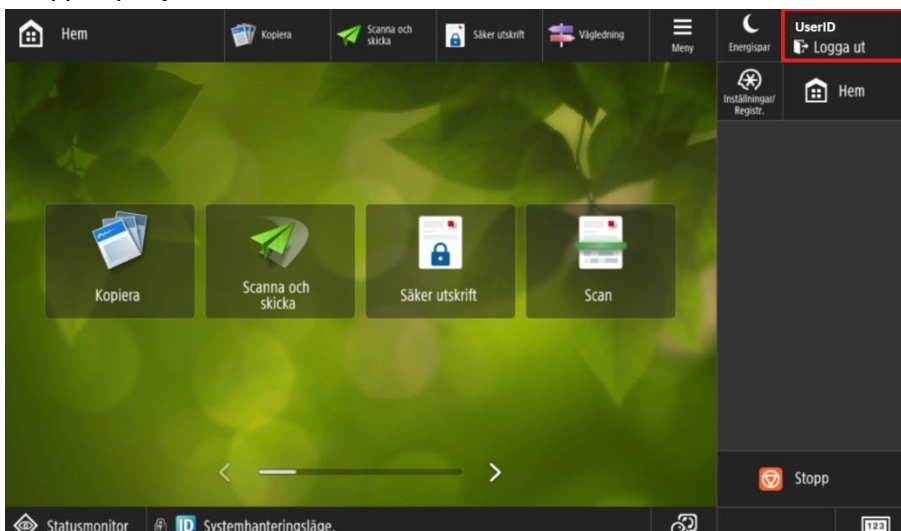 Hem
Kopiera
Scanna och
skicka
Säker utskrift
Vägledning
Meny
Energispar
UserID
Logga ut
Inställningar/
Registr.
Hem
Kopiera
Scanna och
skicka
Säker utskrift
Scan
Stopp
Statusmonitor
ID
Systemhanteringsläge.
123